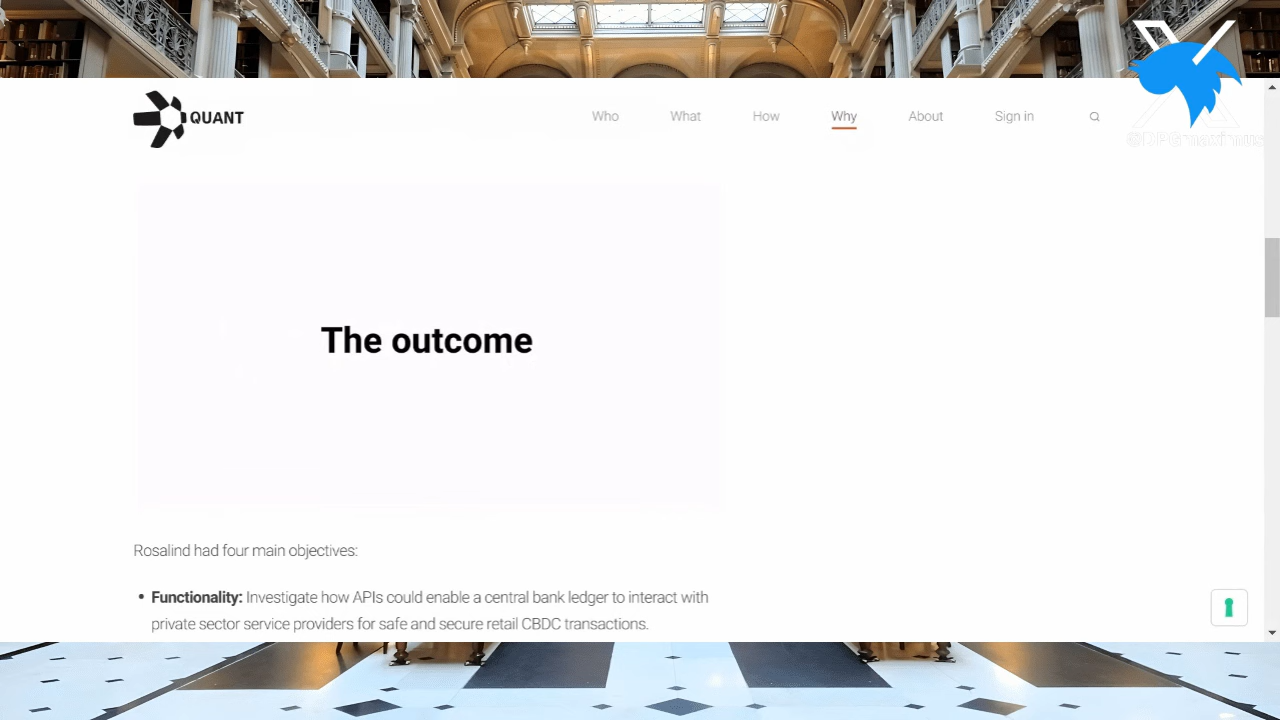 QUANT
Who What How Why About Sign in
@DPGmaximus
The outcome
Rosalind had four main objectives:
• Functionality: Investigate how APIs could enable a central bank ledger to interact with
private sector service providers for safe and secure retail CBDC transactions.